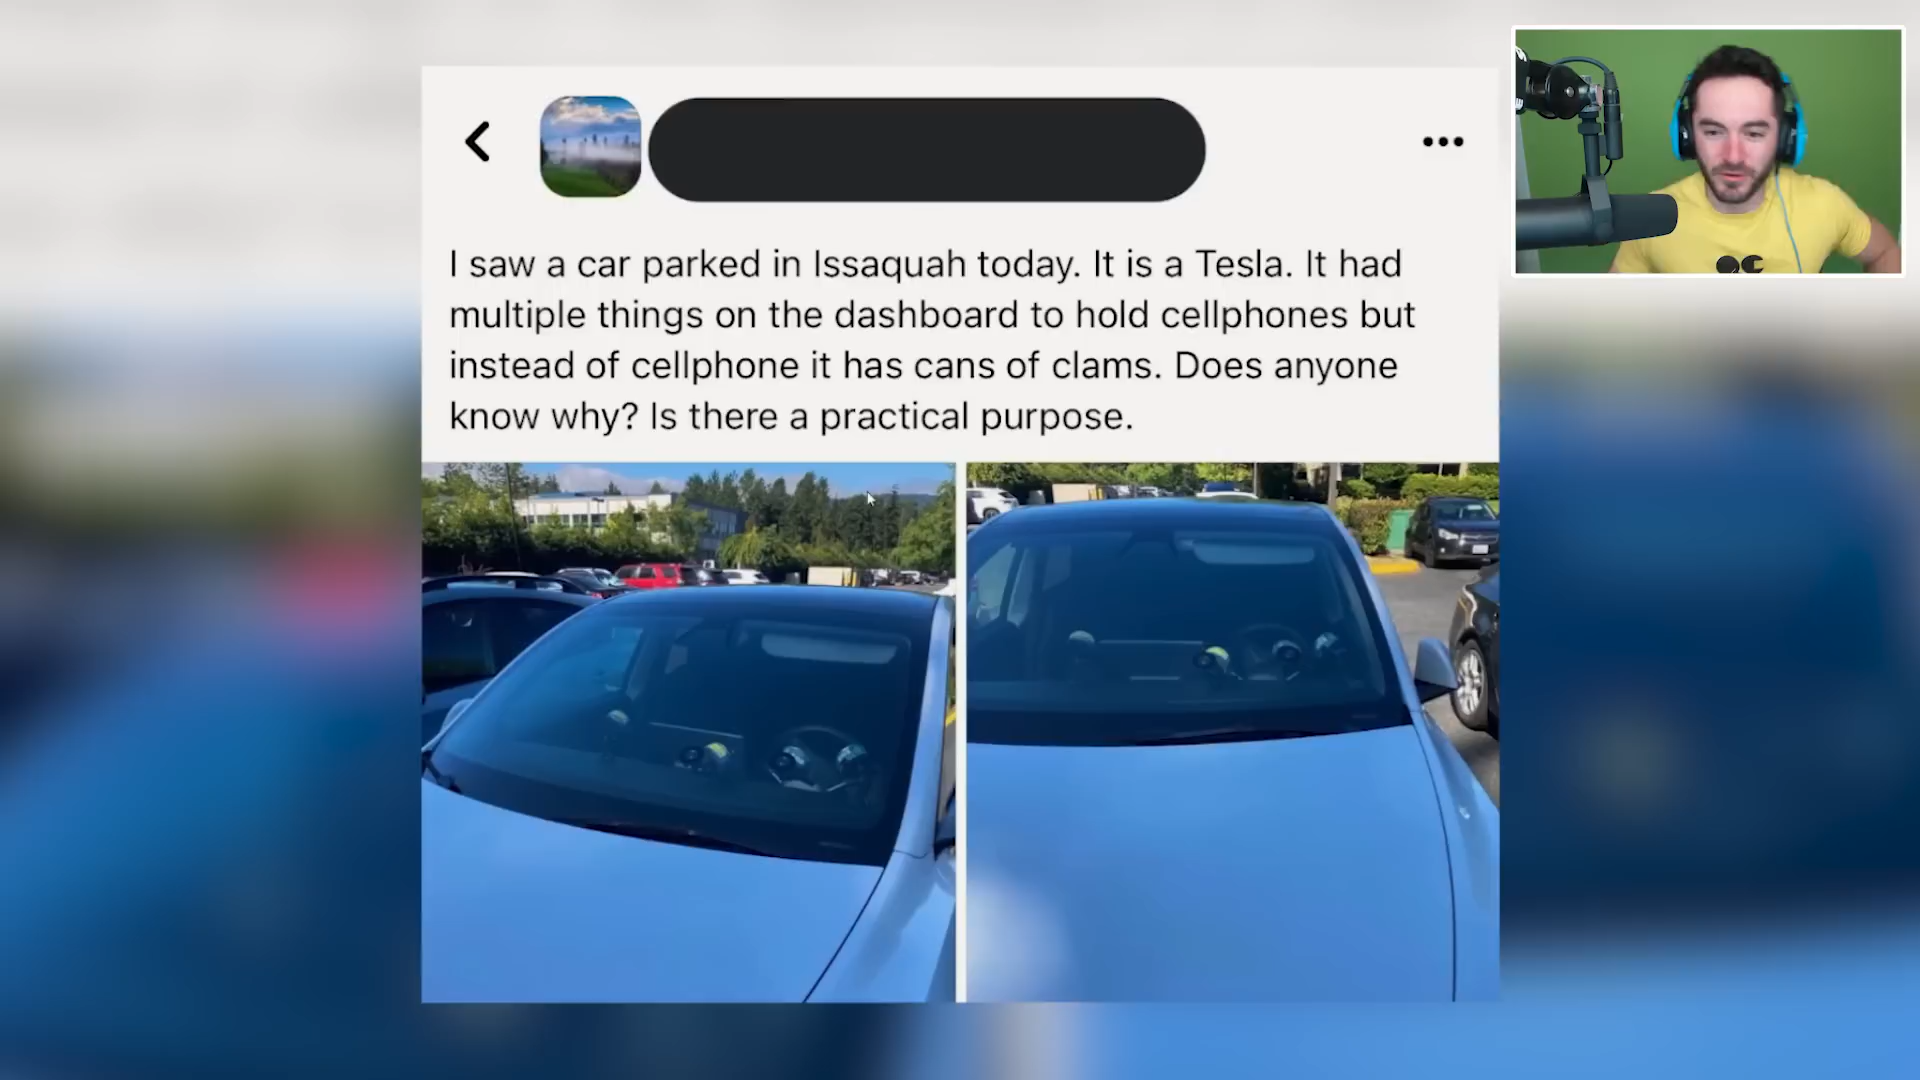 I saw a car parked in Issaquah today. It is a Tesla. It had
multiple things on the dashboard to hold cellphones but
instead of cellphone it has cans of clams. Does anyone
know why? Is there a practical purpose.